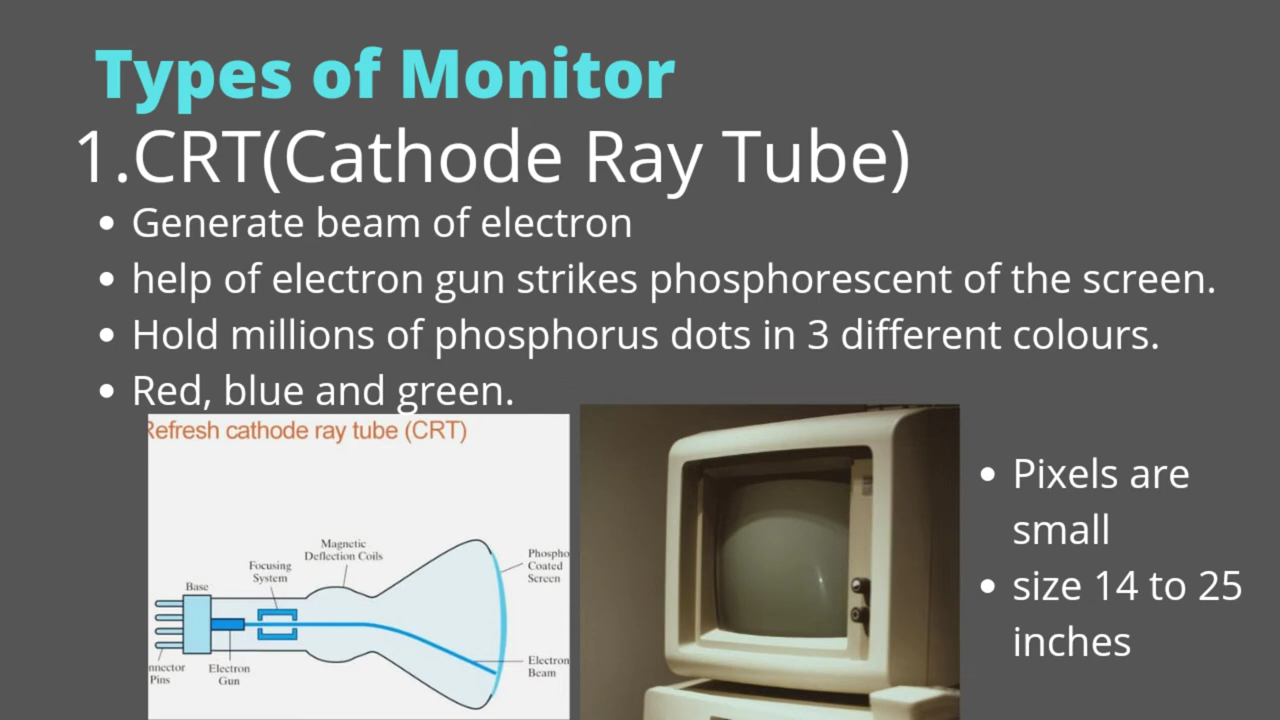 Types of Monitor
1.CRT(Cathode Ray Tube)
• Generate beam of electron
• help of electron gun strikes phosphorescent of the screen.
• Hold millions of phosphorus dots in 3 different colours.
• Red, blue and green.
Refresh cathode ray tube (CRT)
Magnetic
Deflection Coils
Focusing
System
Base
Phospho
Coated
Screen
nnector
Pins
Electron
Gun
Electron
Beam
• Pixels are
small
• size 14 to 25
inches